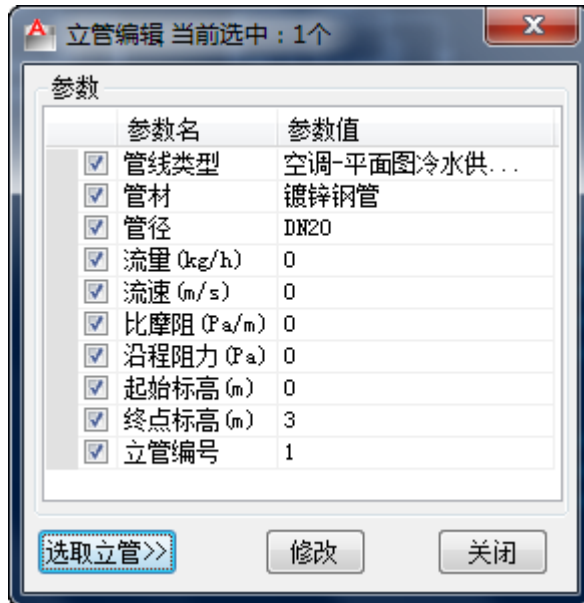 立管编辑 当前选中：1个
参数
参数名 参数值
管线类型 空调-平面图冷水供...
管材 镀锌钢管
管径 DN20
流量(kg/h) 0
流速(m/s) 0
比摩阻(Pa/m) 0
沿程阻力(Pa) 0
起始标高(m) 0
终点标高(m) 3
立管编号 1
选取立管>> 修改 关闭